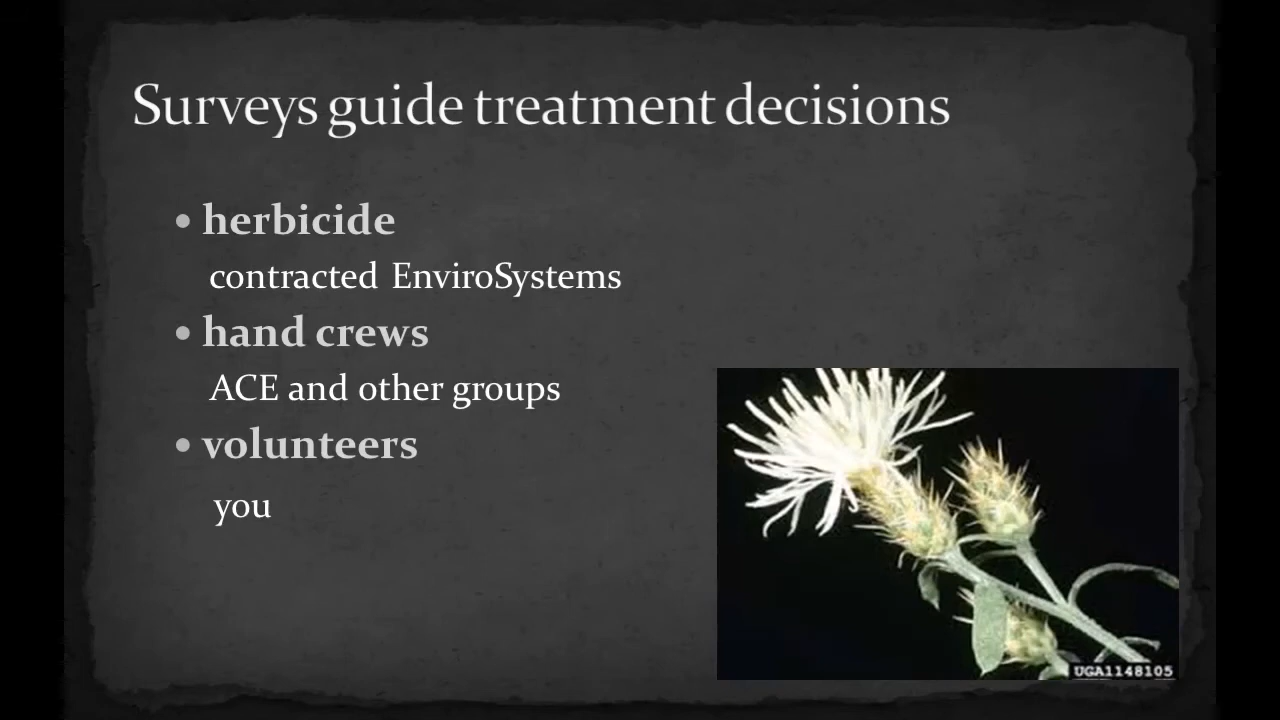 Surveys guide treatment decisions
• herbicide
contracted EnviroSystems
• hand crews
ACE and other groups
• volunteers
you
UGA1148105